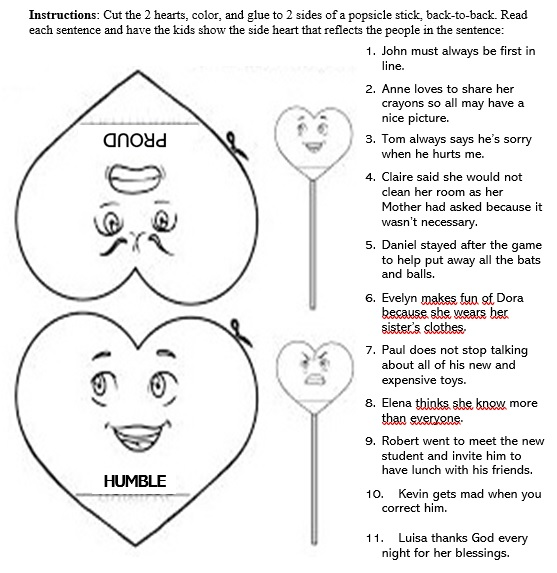 Instructions: Cut the 2 hearts, color, and glue to 2 sides of a popsicle stick, back-to-back. Read
each sentence and have the kids show the side heart that reflects the people in the sentence:
PROUD
HUMBLE
1. John must always be first in
line.
2. Anne loves to share her
crayons so all may have a
nice picture.
3. Tom always says he's sorry
when he hurts me.
4. Claire said she would not
clean her room as her
Mother had asked because it
wasn't necessary.
5. Daniel stayed after the game
to help put away all the bats
and balls.
6. Evelyn makes fun of Dora
because she wears her
sister's clothes.
7. Paul does not stop talking
about all of his new and
expensive toys.
8. Elena thinks she know more
than everyone.
9. Robert went to meet the new
student and invite him to
have lunch with his friends.
10. Kevin gets mad when you
correct him.
11. Luisa thanks God every
night for her blessings.